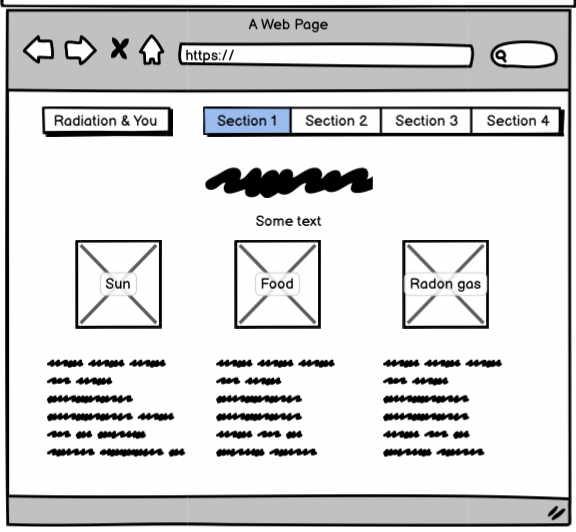 A Web Page
https://
Radiation & You
Section 1 Section 2 Section 3 Section 4
Some text
Sun Food Radon gas